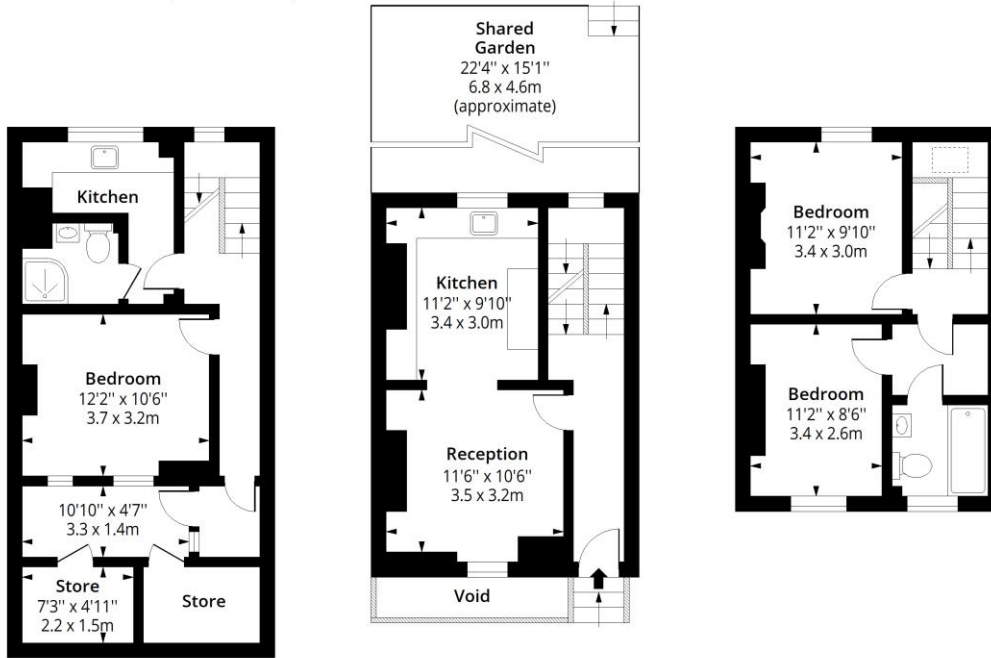 Kitchen
Bedroom
12'2" x 10'6"
3.7 x 3.2m
10'10" x 4'7"
3.3 x 1.4m
Store
7'3" x 4'11"
2.2 x 1.5m
Store
Shared
Garden
22'4" x 15'1"
6.8 x 4.6m
(approximate)
Kitchen
11'2" x 9'10"
3.4 x 3.0m
Reception
11'6" x 10'6"
3.5 x 3.2m
Void
Bedroom
11'2" x 9'10"
3.4 x 3.0m
Bedroom
11'2" x 8'6"
3.4 x 2.6m